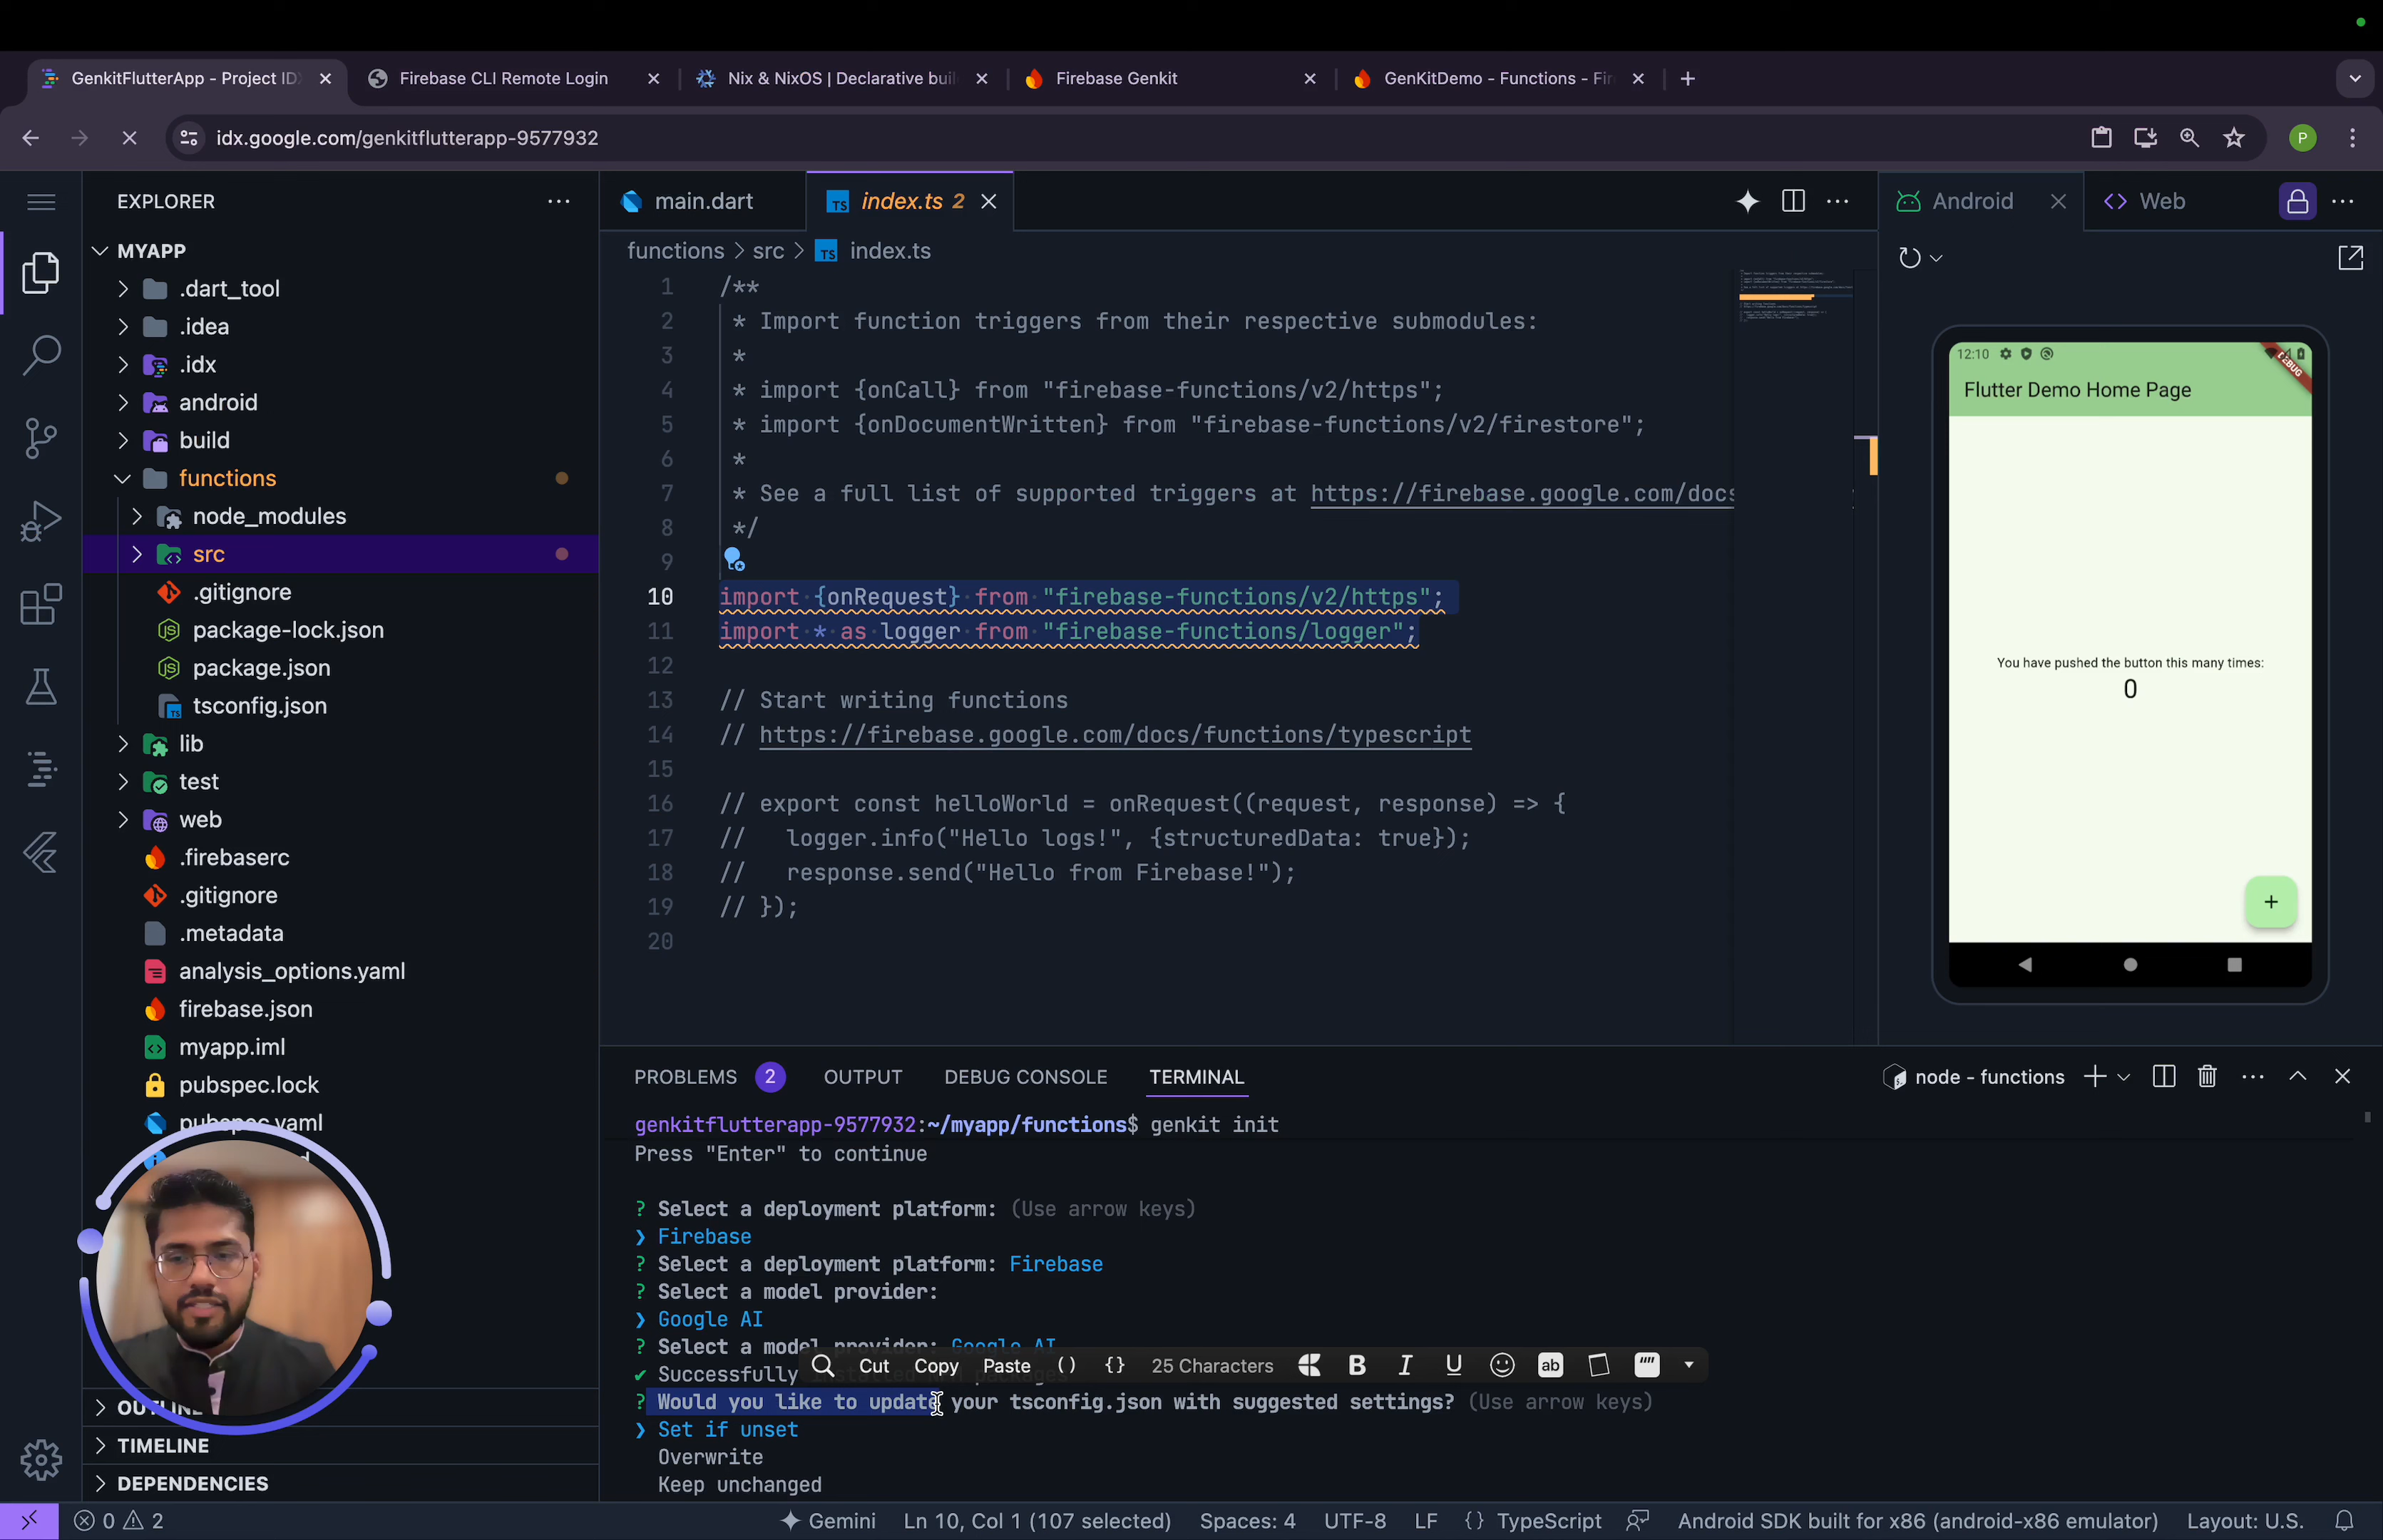 GenkitFlutterApp - Project IDX
Firebase CLI Remote Login
Nix & NixOS | Declarative buil
Firebase Genkit
GenKitDemo - Functions - Fir
idx.google.com/genkitflutterapp-9577932
P
EXPLORER
MYAPP
.dart_tool
.idea
.idx
android
build
functions
node_modules
src
.gitignore
package-lock.json
package.json
tsconfig.json
lib
test
web
.firebaserc
.gitignore
.metadata
analysis_options.yaml
firebase.json
myapp.iml
pubspec.lock
pubspec.yaml
OUTLINE
TIMELINE
DEPENDENCIES
main.dart
TS index.ts 2
functions > src > TS index.ts
1 /**
2 * Import function triggers from their respective submodules:
3 *
4 * import {onCall} from "firebase-functions/v2/https";
5 * import {onDocumentWritten} from "firebase-functions/v2/firestore";
6 *
7 * See a full list of supported triggers at https://firebase.google.com/docs
8 */
9
10 import {onRequest} from "firebase-functions/v2/https";
11 import * as logger from "firebase-functions/logger";
12
13 // Start writing functions
14 // https://firebase.google.com/docs/functions/typescript
15
16 // export const helloWorld = onRequest((request, response) => {
17 //   logger.info("Hello logs!", {structuredData: true});
18 //   response.send("Hello from Firebase!");
19 // });
20
Android
Web
12:10
DEBUG
Flutter Demo Home Page
You have pushed the button this many times:
0
+
PROBLEMS 2 OUTPUT DEBUG CONSOLE TERMINAL
node - functions
genkitflutterapp-9577932:~/myapp/functions$ genkit init
Press "Enter" to continue
? Select a deployment platform: (Use arrow keys)
❯ Firebase
? Select a deployment platform: Firebase
? Select a model provider:
❯ Google AI
? Select a model provider: Google AI
Cut Copy Paste () {} 25 Characters B I U ab
✔ Successfully installed NPM packages
? Would you like to update your tsconfig.json with suggested settings? (Use arrow keys)
❯ Set if unset
Overwrite
Keep unchanged
0 2
Gemini Ln 10, Col 1 (107 selected) Spaces: 4 UTF-8 LF {} TypeScript Android SDK built for x86 (android-x86 emulator) Layout: U.S.